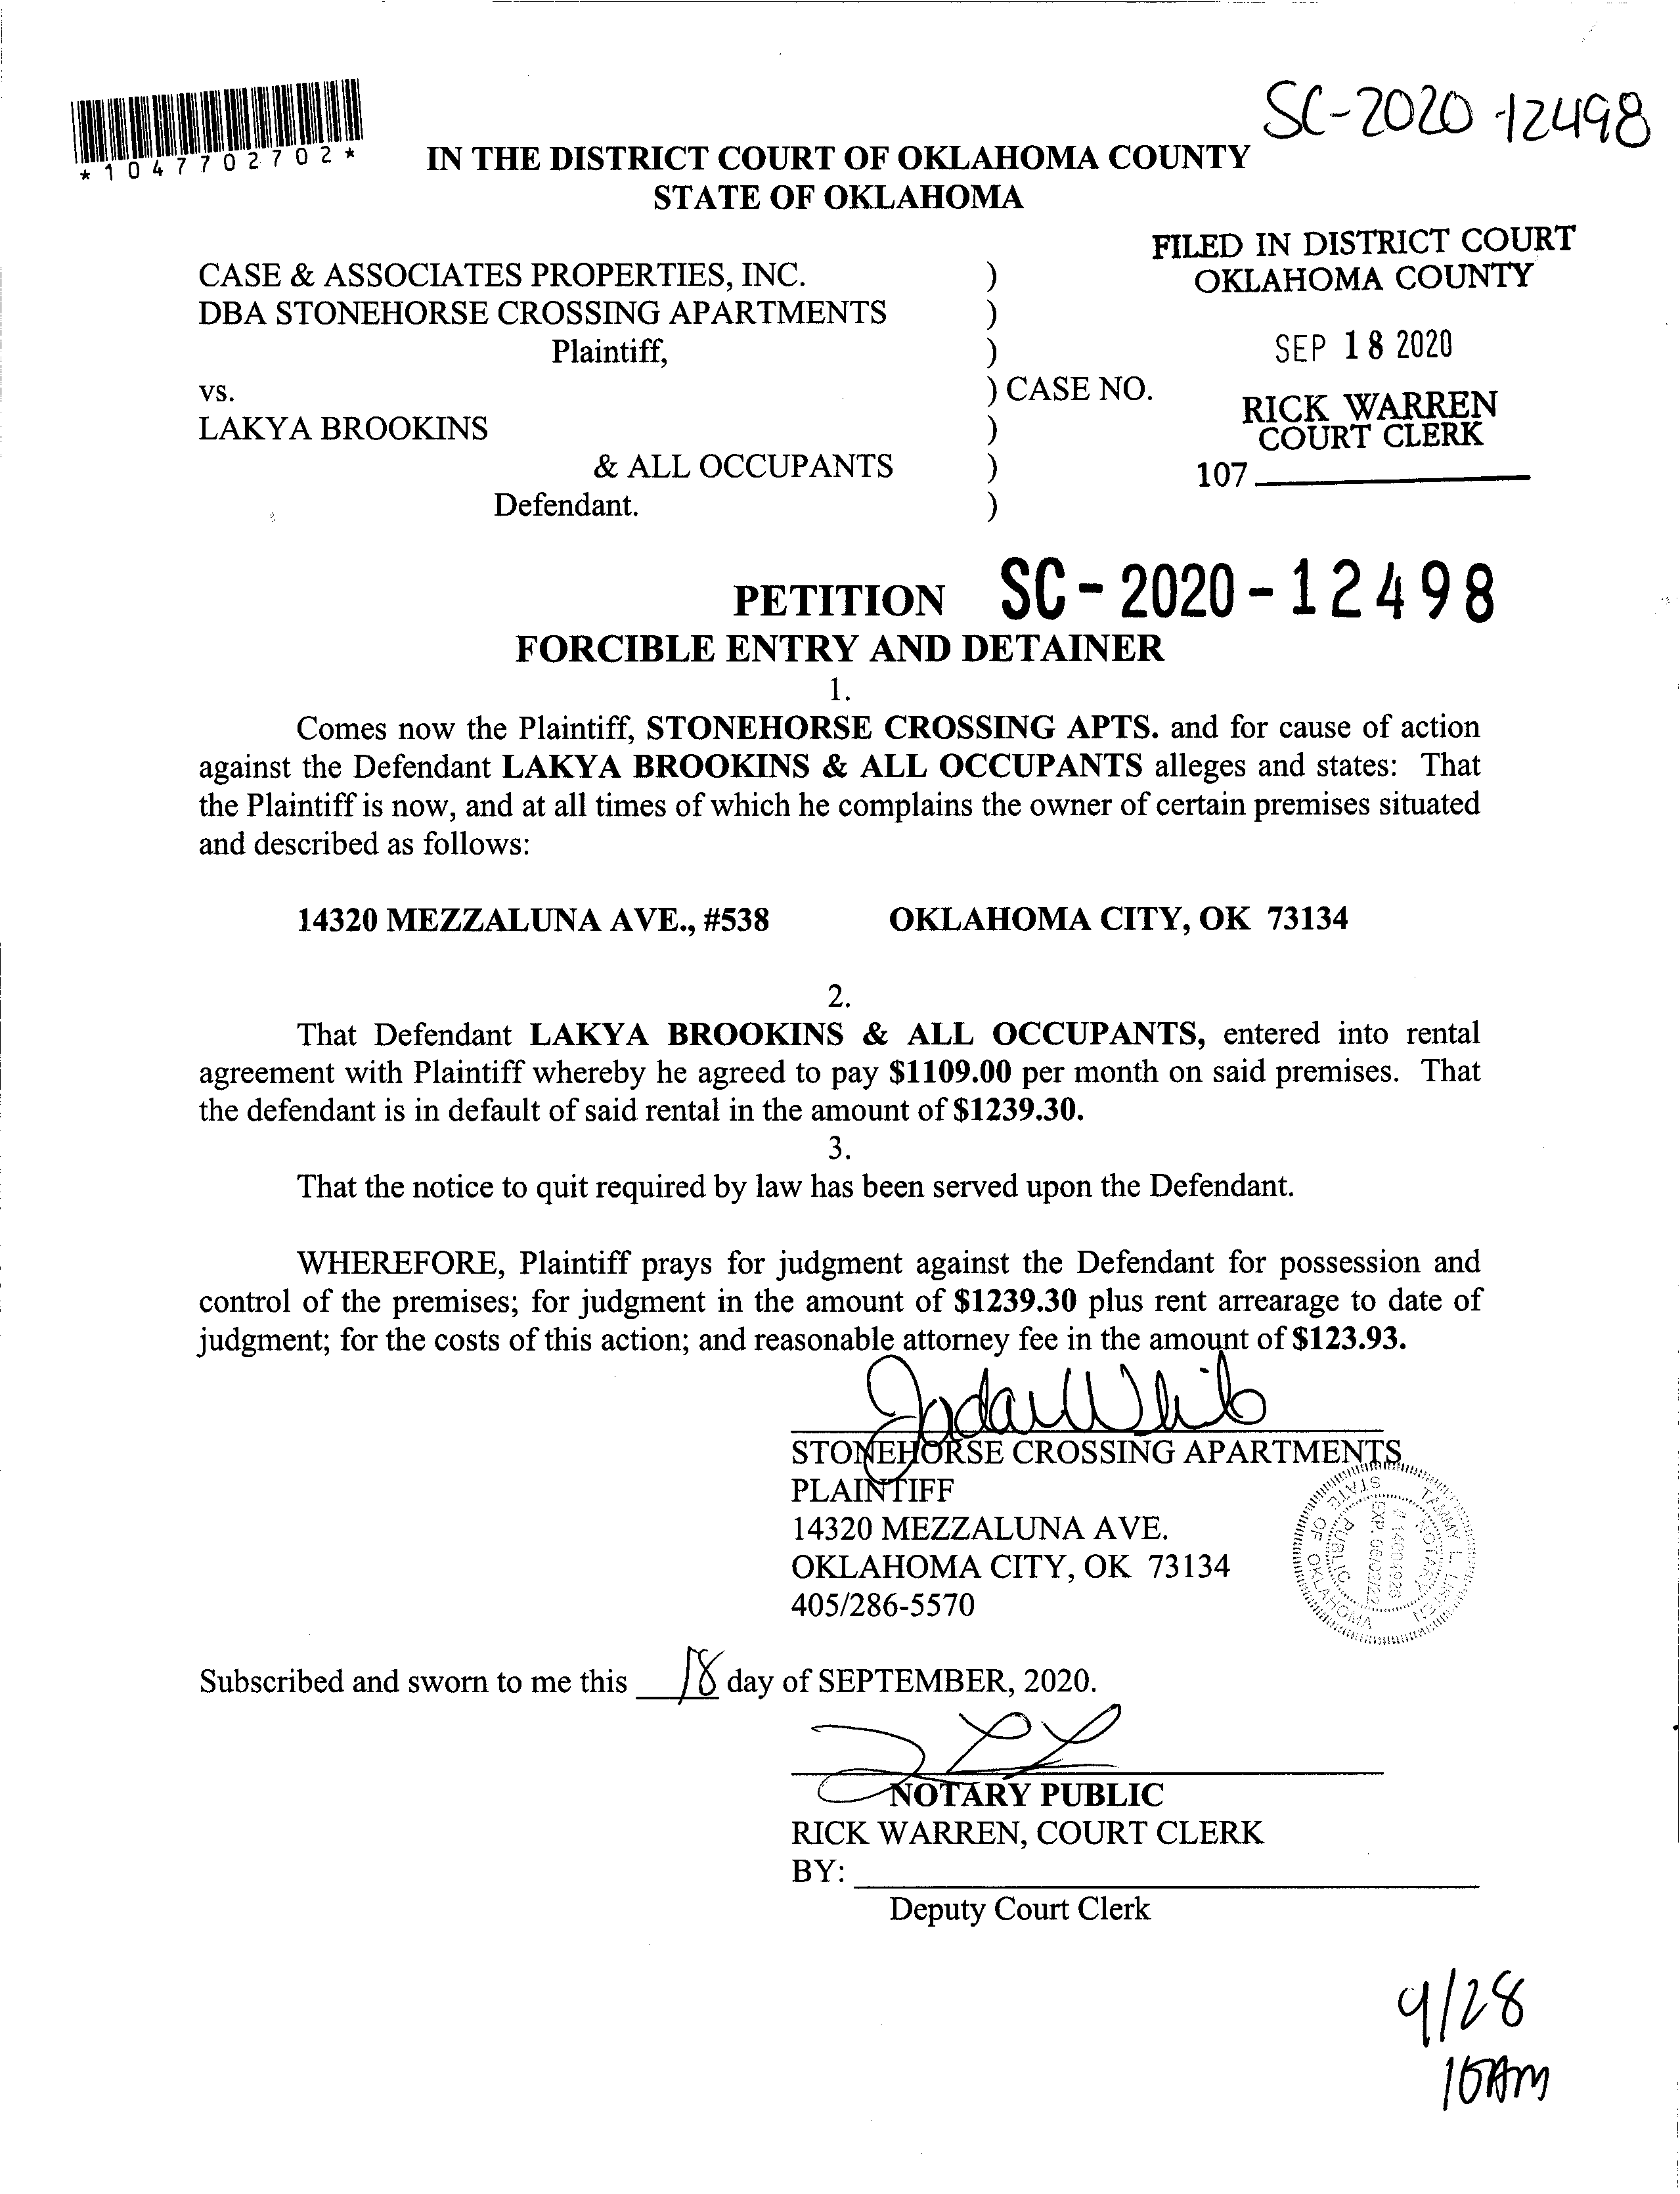 SC-2020-12498
*1047702702*
IN THE DISTRICT COURT OF OKLAHOMA COUNTY
STATE OF OKLAHOMA
FILED IN DISTRICT COURT
OKLAHOMA COUNTY
SEP 18 2020
RICK WARREN
COURT CLERK
107
CASE & ASSOCIATES PROPERTIES, INC. )
DBA STONEHORSE CROSSING APARTMENTS )
Plaintiff, )
vs. ) CASE NO.
LAKYA BROOKINS )
& ALL OCCUPANTS )
Defendant. )
PETITION SC-2020-12498
FORCIBLE ENTRY AND DETAINER
1.
Comes now the Plaintiff, STONEHORSE CROSSING APTS. and for cause of action
against the Defendant LAKYA BROOKINS & ALL OCCUPANTS alleges and states: That
the Plaintiff is now, and at all times of which he complains the owner of certain premises situated
and described as follows:
14320 MEZZALUNA AVE., #538 OKLAHOMA CITY, OK 73134
2.
That Defendant LAKYA BROOKINS & ALL OCCUPANTS, entered into rental
agreement with Plaintiff whereby he agreed to pay $1109.00 per month on said premises. That
the defendant is in default of said rental in the amount of $1239.30.
3.
That the notice to quit required by law has been served upon the Defendant.
WHEREFORE, Plaintiff prays for judgment against the Defendant for possession and
control of the premises; for judgment in the amount of $1239.30 plus rent arrearage to date of
judgment; for the costs of this action; and reasonable attorney fee in the amount of $123.93.
STONEHORSE CROSSING APARTMENTS
PLAINTIFF
14320 MEZZALUNA AVE.
OKLAHOMA CITY, OK 73134
405/286-5570
TAMMY L. LISTEN
NOTARY PUBLIC
STATE OF OKLAHOMA
Subscribed and sworn to me this 18 day of SEPTEMBER, 2020.
NOTARY PUBLIC
RICK WARREN, COURT CLERK
BY:
Deputy Court Clerk
9/28
10AM